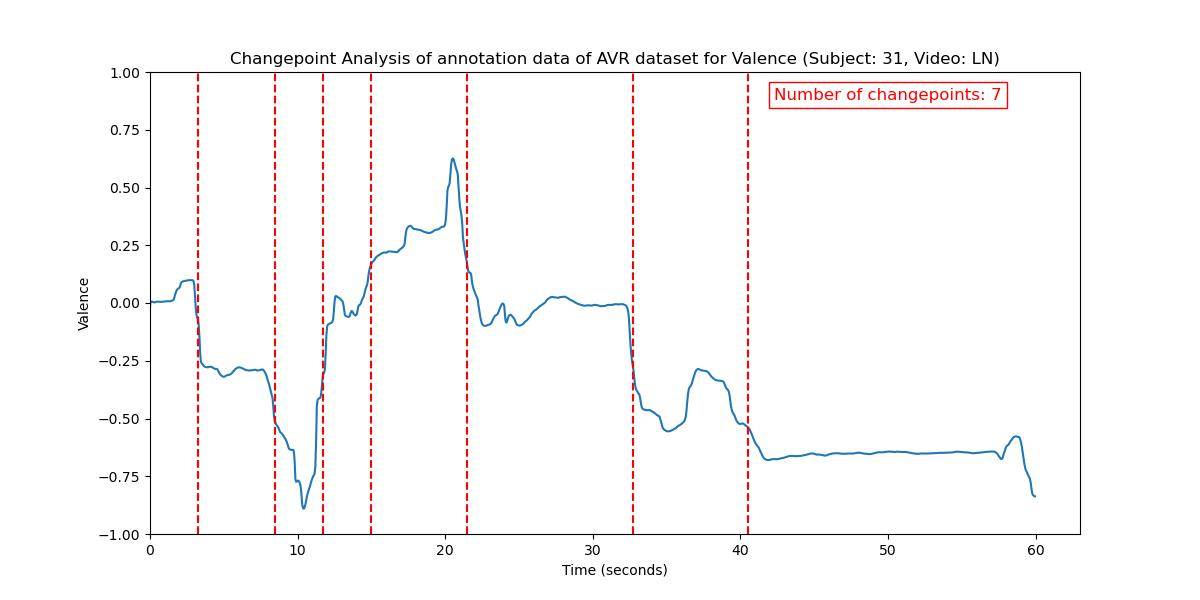 Changepoint Analysis of annotation data of AVR dataset for Valence (Subject: 31, Video: LN)
Number of changepoints: 7
1.00
0.75
0.50
0.25
0.00
−0.25
−0.50
−0.75
−1.00
Valence
0 10 20 30 40 50 60
Time (seconds)